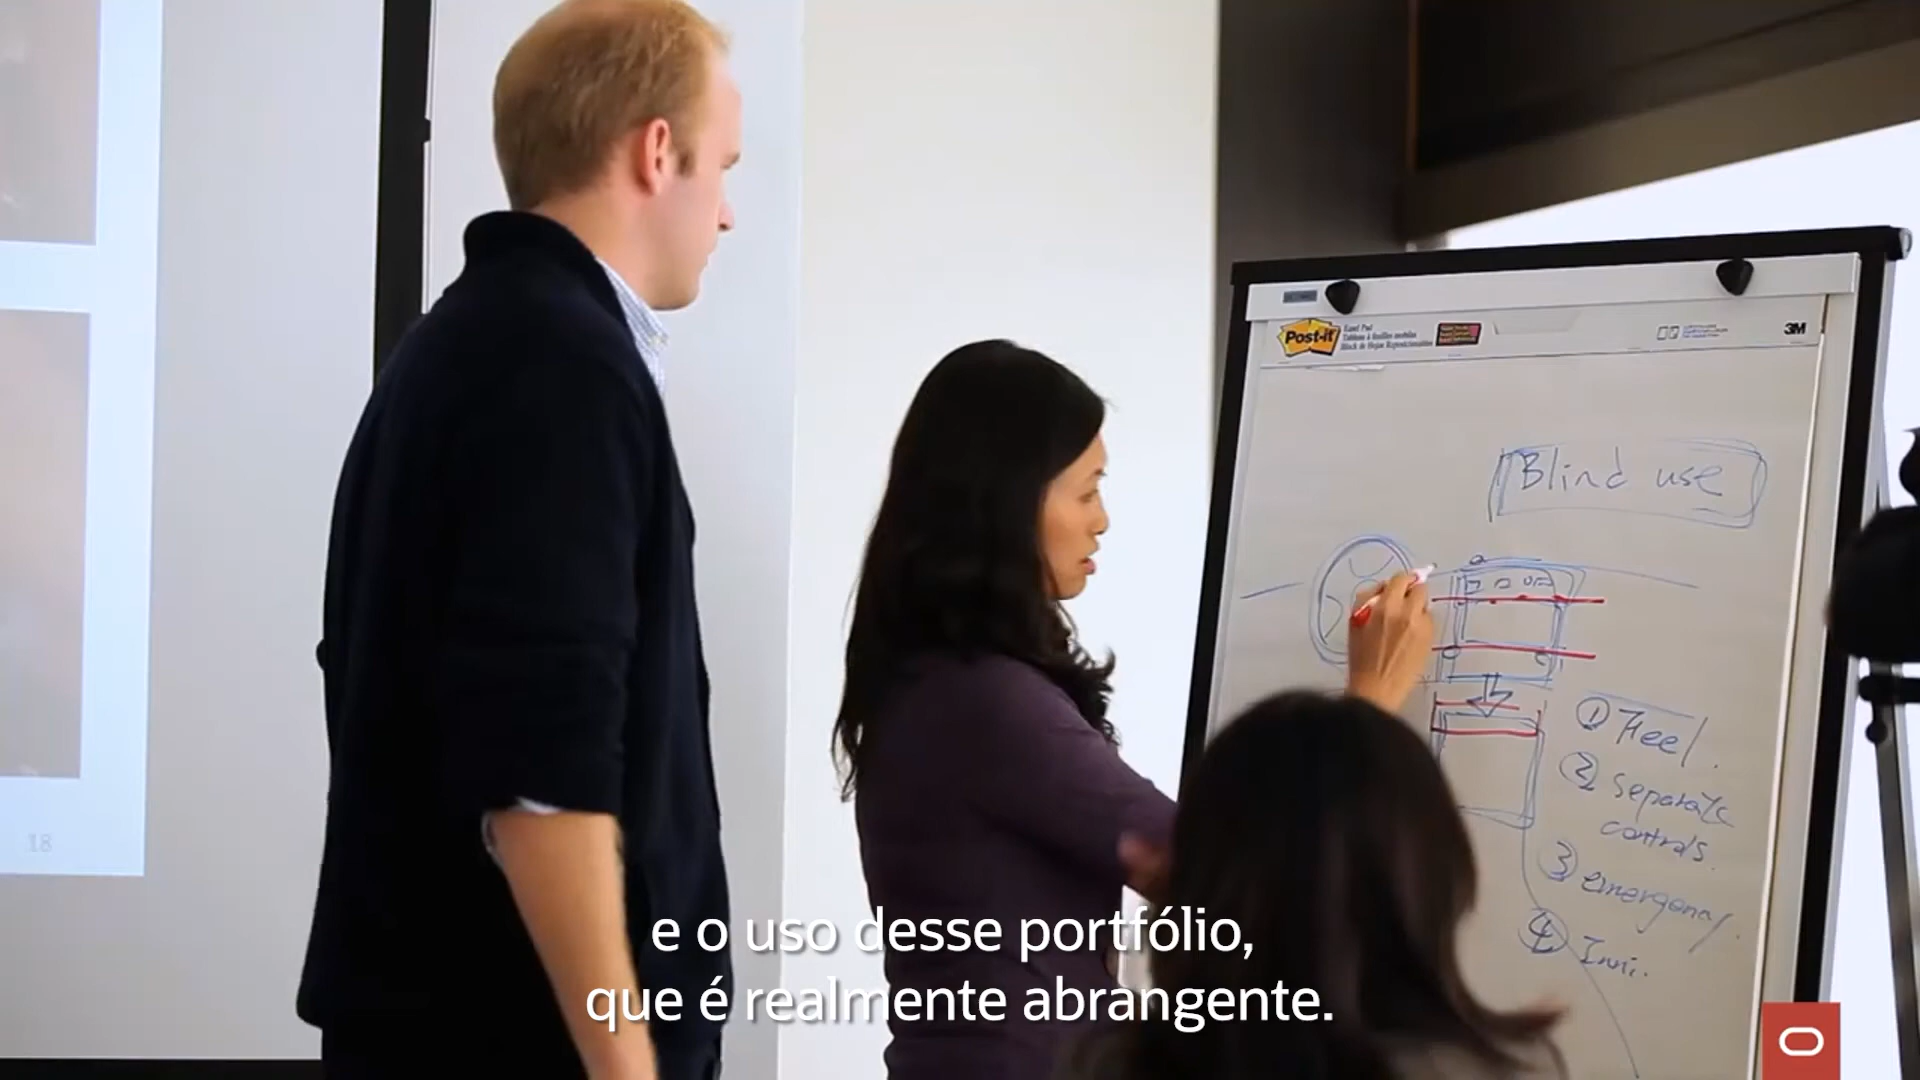 18
Post-it
3M
Blind use
① Feel.
② Separate
controls.
③ emergency
e o uso desse portfólio,
que é realmente abrangente.